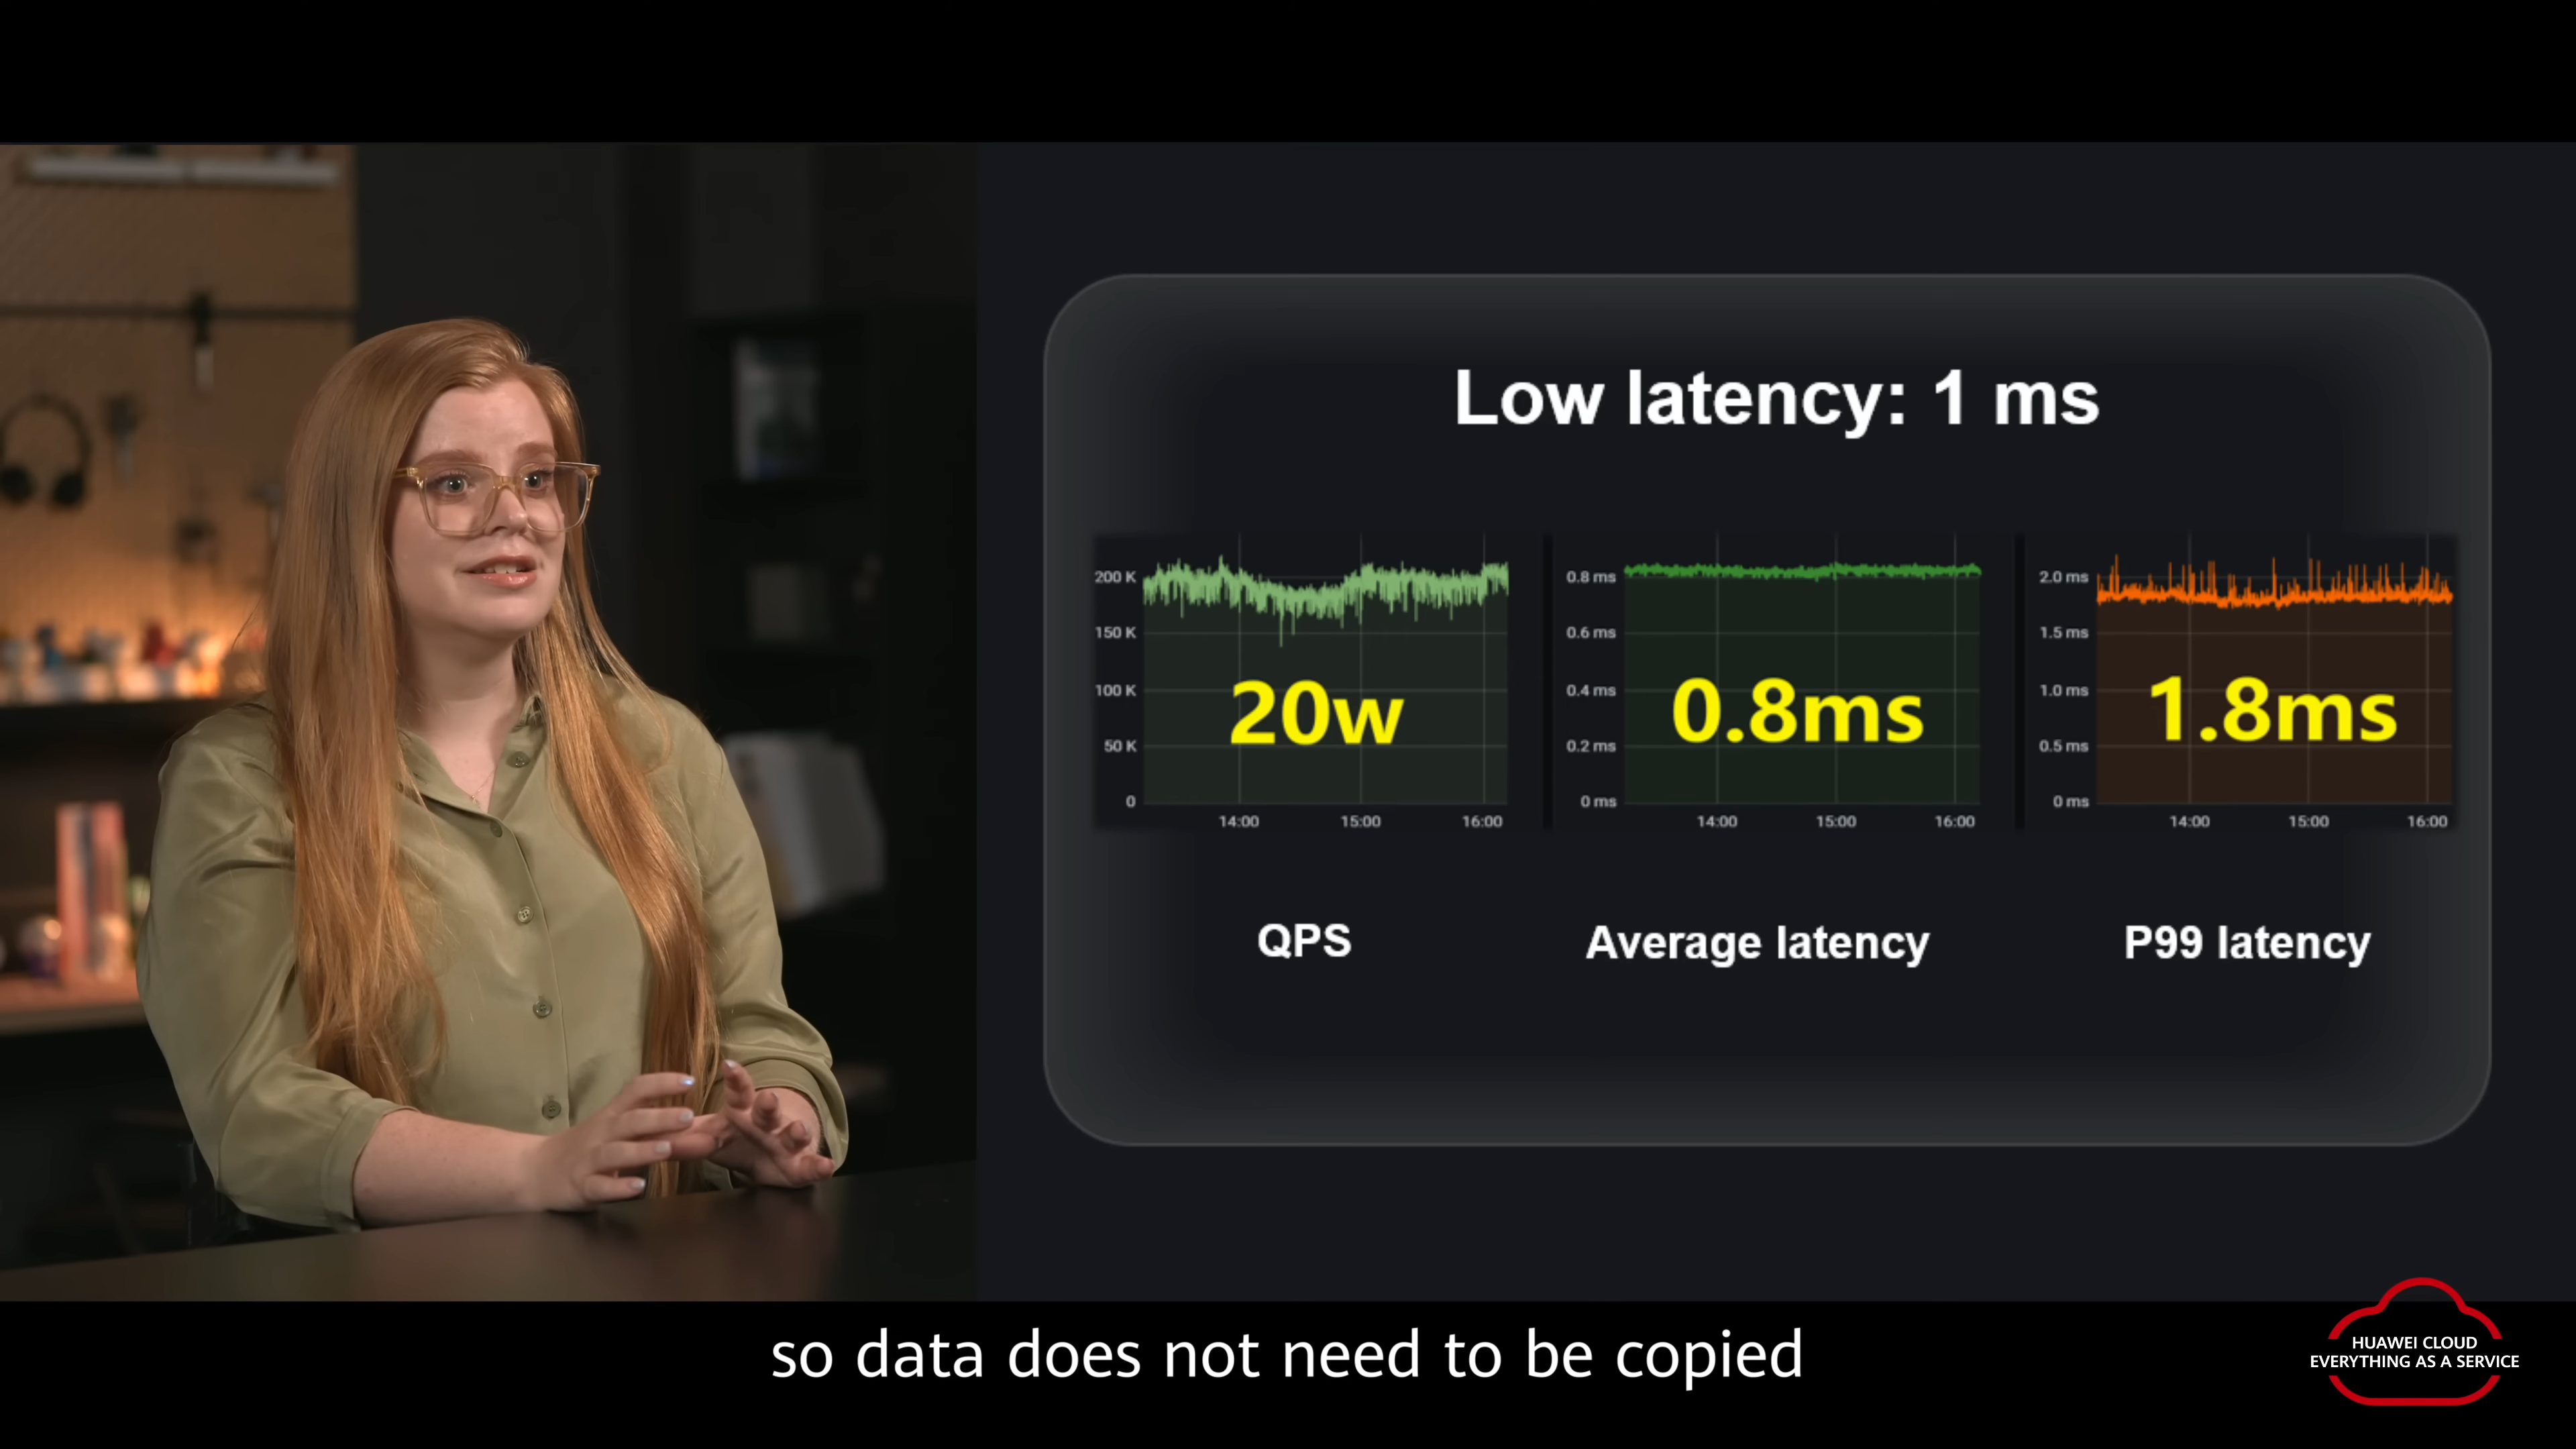 Low latency: 1 ms
200 K
150 K
100 K
50 K
0
14:00 15:00 16:00
20w
QPS
0.8 ms
0.6 ms
0.4 ms
0.2 ms
0 ms
14:00 15:00 16:00
0.8ms
Average latency
2.0 ms
1.5 ms
1.0 ms
0.5 ms
0 ms
14:00 15:00 16:00
1.8ms
P99 latency
so data does not need to be copied
HUAWEI CLOUD
EVERYTHING AS A SERVICE